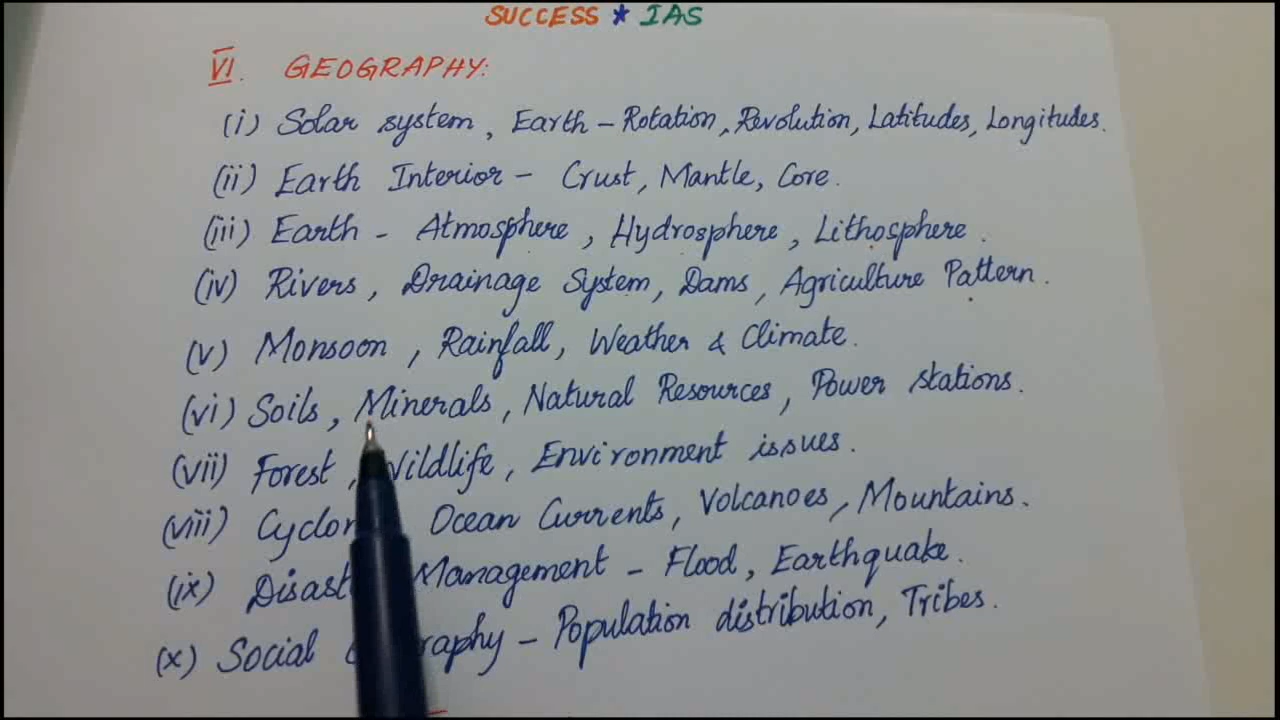 SUCCESS * IAS
VI. GEOGRAPHY:
(i) Solar system, Earth - Rotation, Revolution, Latitudes, Longitudes.
(ii) Earth Interior - Crust, Mantle, Core.
(iii) Earth - Atmosphere, Hydrosphere, Lithosphere.
(iv) Rivers, Drainage System, Dams, Agriculture Pattern.
(v) Monsoon, Rainfall, Weather & Climate.
(vi) Soils, Minerals, Natural Resources, Power stations.
(vii) Forest, Wildlife, Environment issues.
(viii) Ocean Currents, Volcanoes, Mountains.
(ix) Management - Flood, Earthquake.
(x) Social - Population distribution, Tribes.